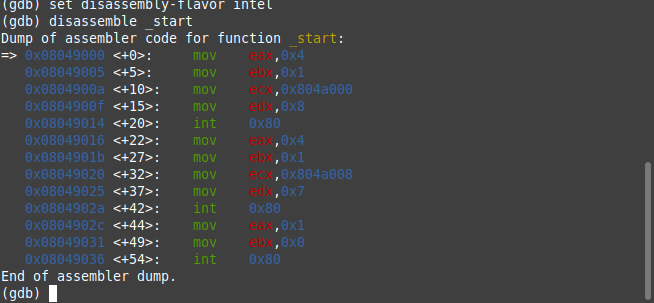 (gdb) set disassembly-flavor intel
(gdb) disassemble _start
Dump of assembler code for function _start:
=> 0x08049000 <+0>:     mov    eax,0x4
   0x08049005 <+5>:     mov    ebx,0x1
   0x0804900a <+10>:    mov    ecx,0x804a000
   0x0804900f <+15>:    mov    edx,0x8
   0x08049014 <+20>:    int    0x80
   0x08049016 <+22>:    mov    eax,0x4
   0x0804901b <+27>:    mov    ebx,0x1
   0x08049020 <+32>:    mov    ecx,0x804a008
   0x08049025 <+37>:    mov    edx,0x7
   0x0804902a <+42>:    int    0x80
   0x0804902c <+44>:    mov    eax,0x1
   0x08049031 <+49>:    mov    ebx,0x0
   0x08049036 <+54>:    int    0x80
End of assembler dump.
(gdb)